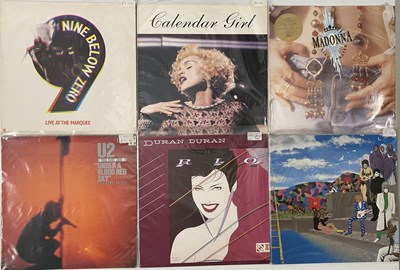 NINE BELOW ZERO
LIVE AT THE MARQUEE
Calendar Girl
MADONNA
U2
"UNDER A
BLOOD RED
SKY"
DURAN DURAN
RIO